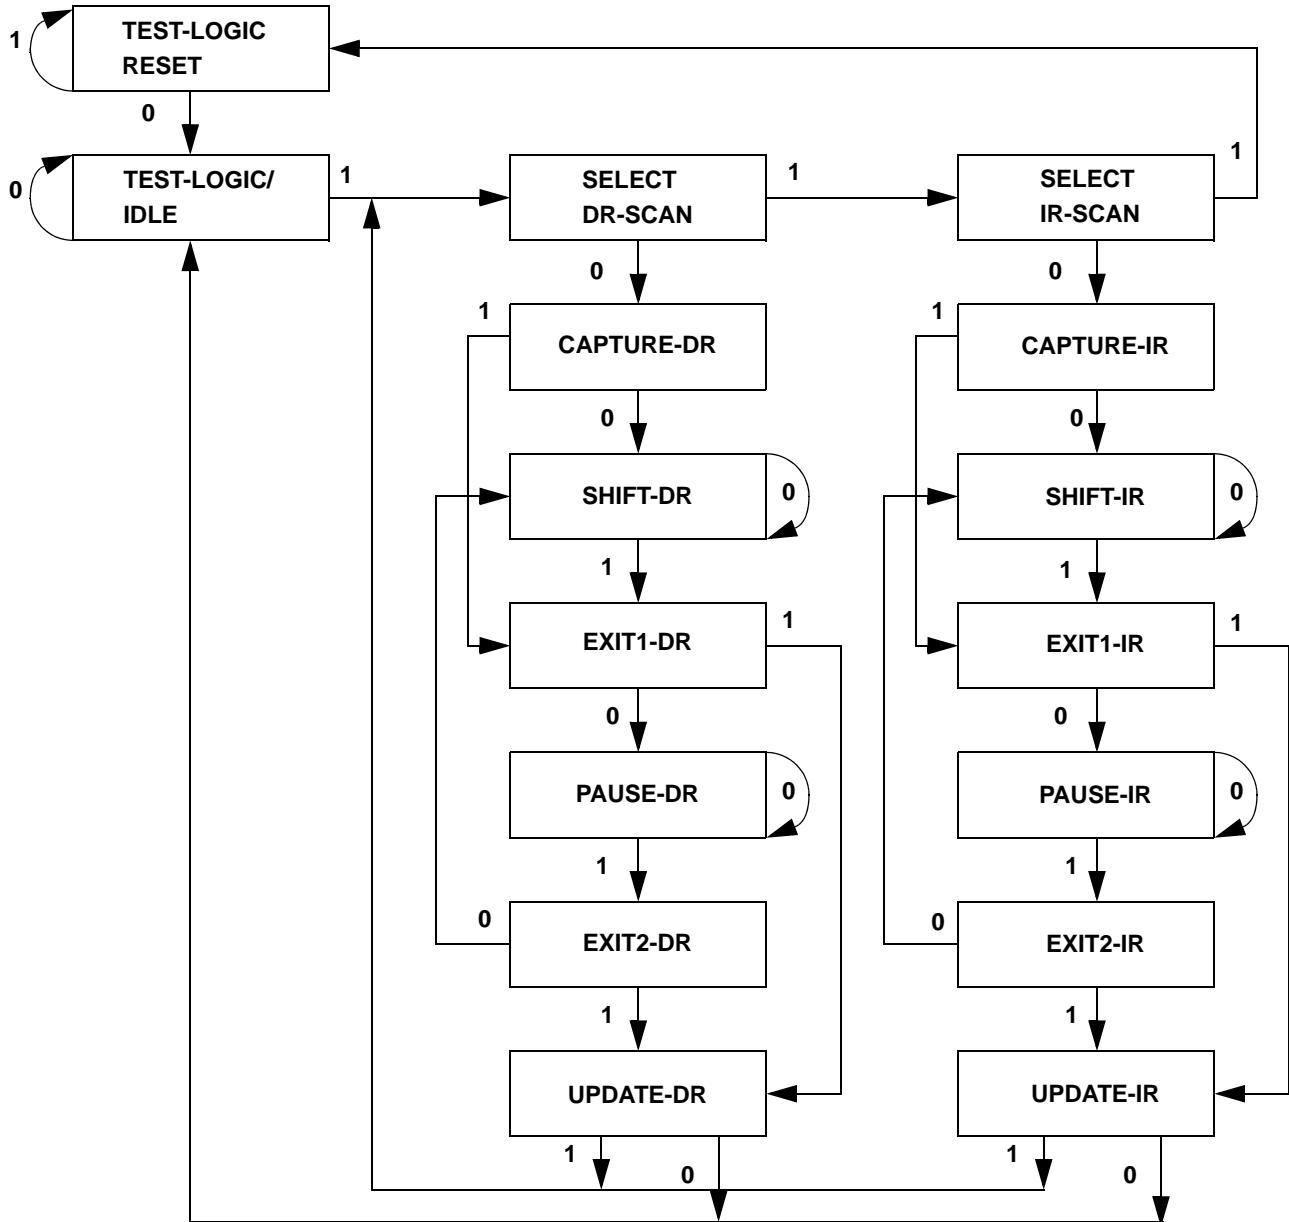 1
TEST-LOGIC
RESET
0
0
TEST-LOGIC/
IDLE
1
SELECT
DR-SCAN
1
SELECT
IR-SCAN
1
0
0
1
CAPTURE-DR
1
CAPTURE-IR
0
0
SHIFT-DR
0
SHIFT-IR
0
1
1
EXIT1-DR
1
EXIT1-IR
1
0
0
PAUSE-DR
0
PAUSE-IR
0
1
1
0
EXIT2-DR
0
EXIT2-IR
1
1
UPDATE-DR
UPDATE-IR
1
0
1
0